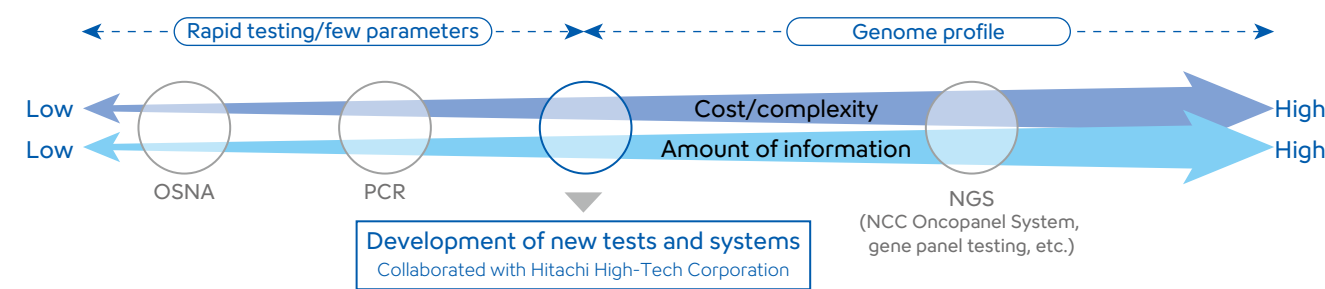 Rapid testing/few parameters
Genome profile
Low
Cost/complexity
High
Low
Amount of information
High
OSNA
PCR
NGS
(NCC Oncopanel System,
gene panel testing, etc.)
Development of new tests and systems
Collaborated with Hitachi High-Tech Corporation